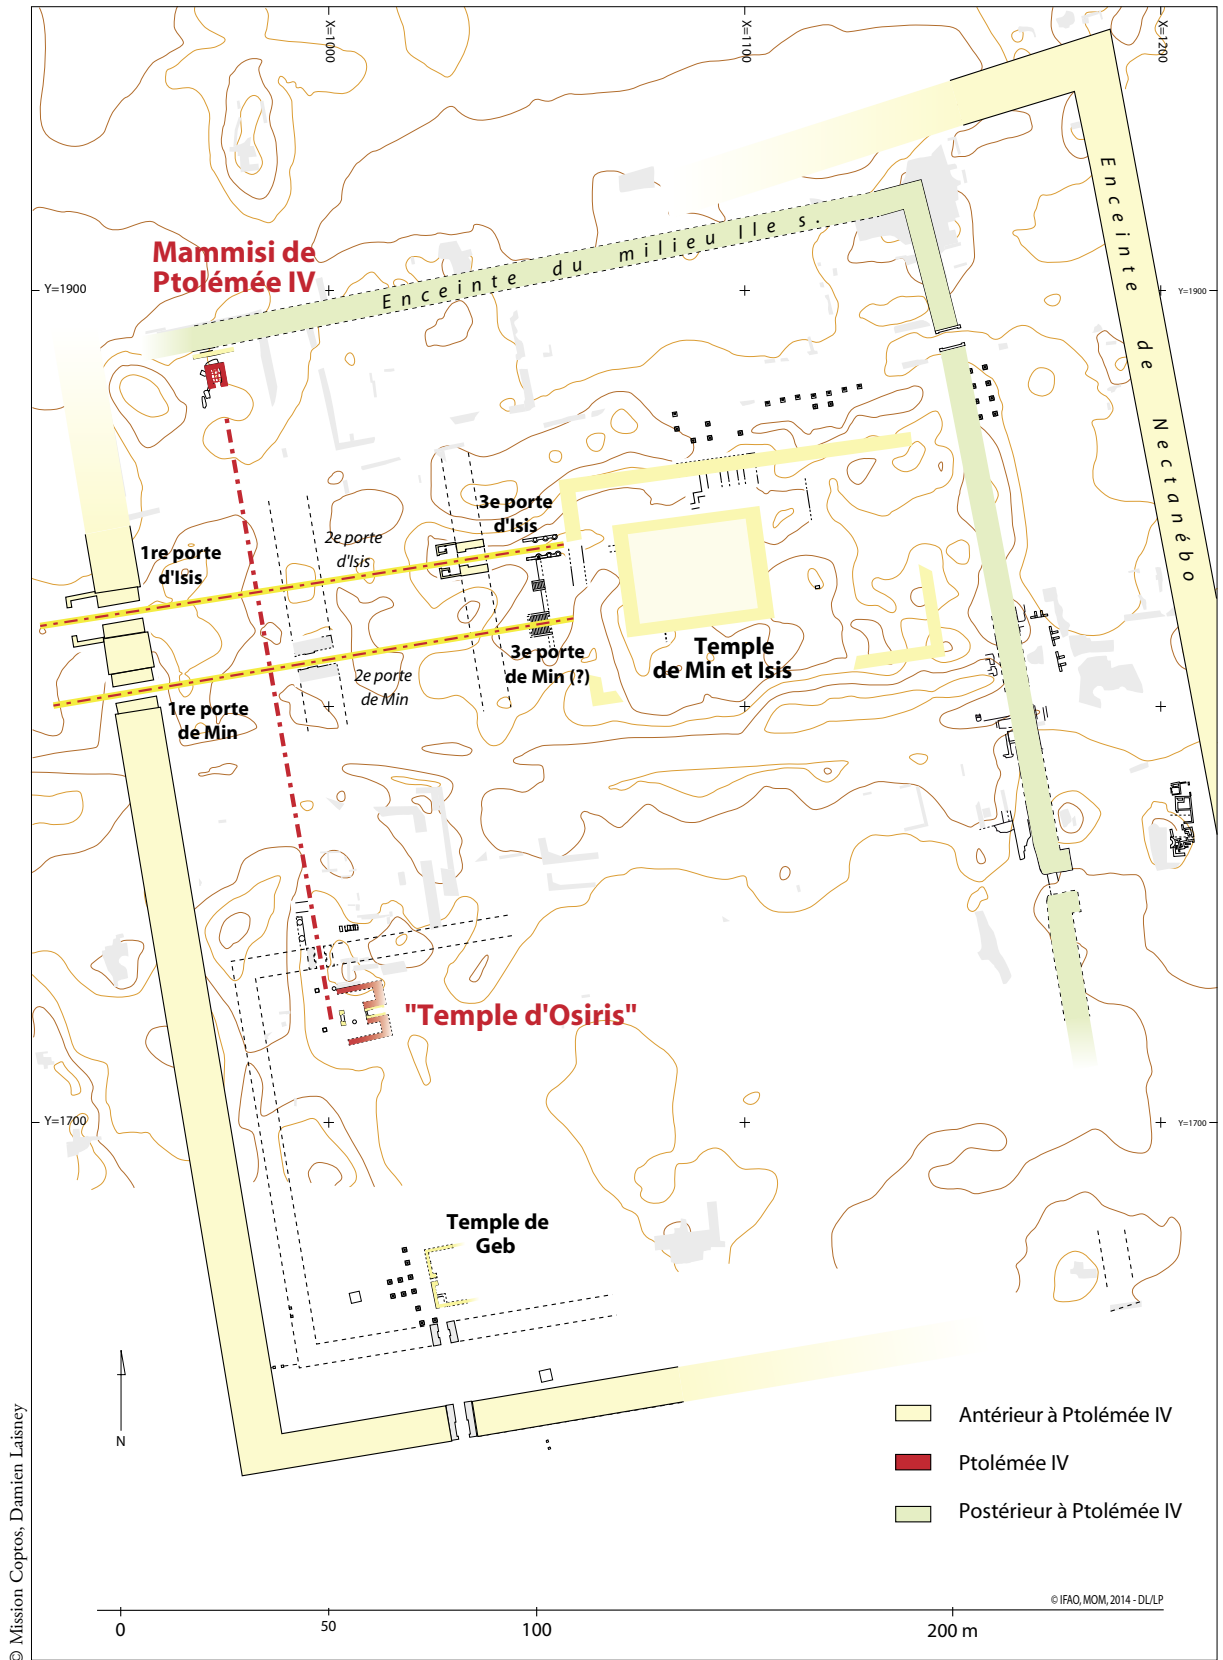 X=1000
X=1100
X=1200
Enceinte de Nectanébo
Enceinte du milieu IIe s.
Mammisi de
Ptolémée IV
Y=1900
Y=1900
3e porte
d'Isis
2e porte
d'Isis
1re porte
d'Isis
Temple
de Min et Isis
3e porte
de Min (?)
2e porte
de Min
1re porte
de Min
"Temple d'Osiris"
Y=1700
Y=1700
Temple de
Geb
N
Antérieur à Ptolémée IV
Ptolémée IV
Postérieur à Ptolémée IV
© IFAO, MOM, 2014 - DL/LP
0
50
100
200 m
© Mission Coptos, Damien Laisney